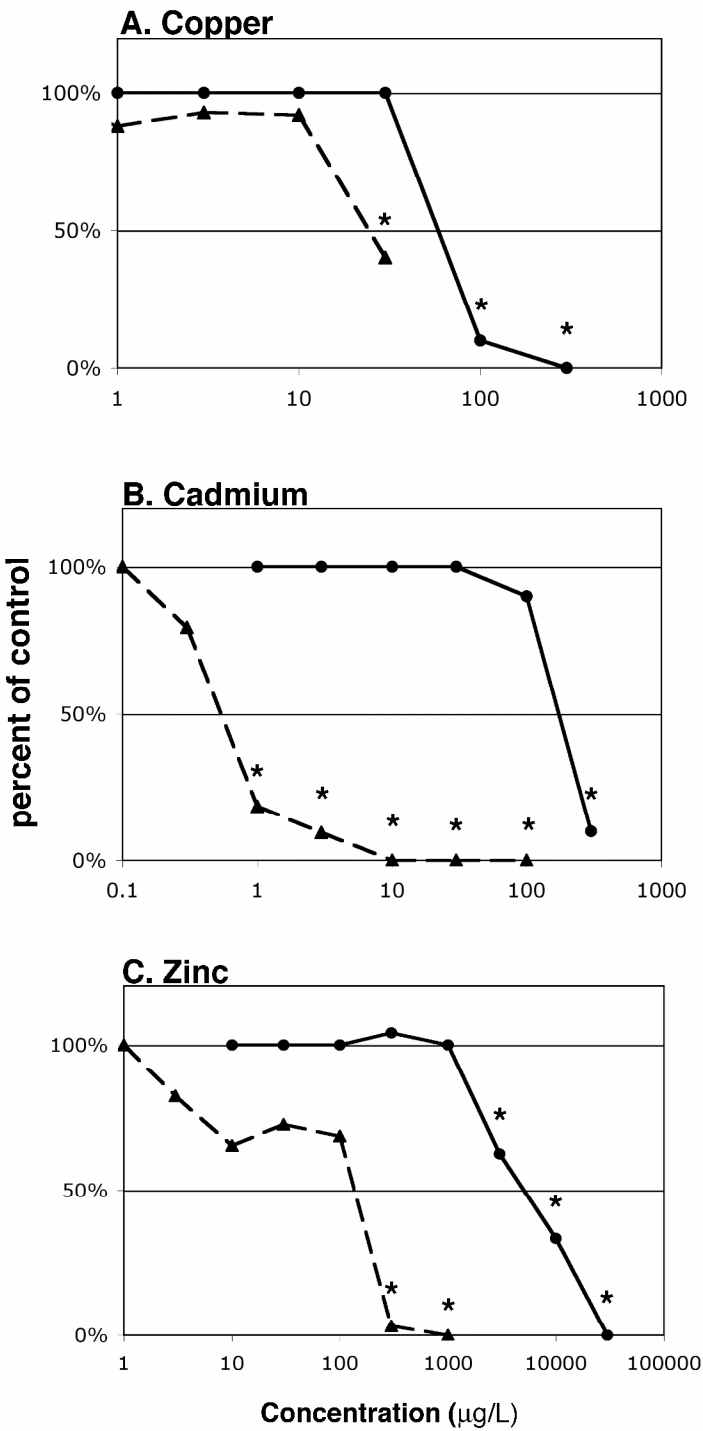 A. Copper
100%
*
50%
*
*
0%
1 10 100 1000
B. Cadmium
100%
percent of control
50%
* * * * * *
0%
0.1 1 10 100 1000
C. Zinc
100%
*
50%
*
* * *
0%
1 10 100 1000 10000 100000
Concentration (µg/L)